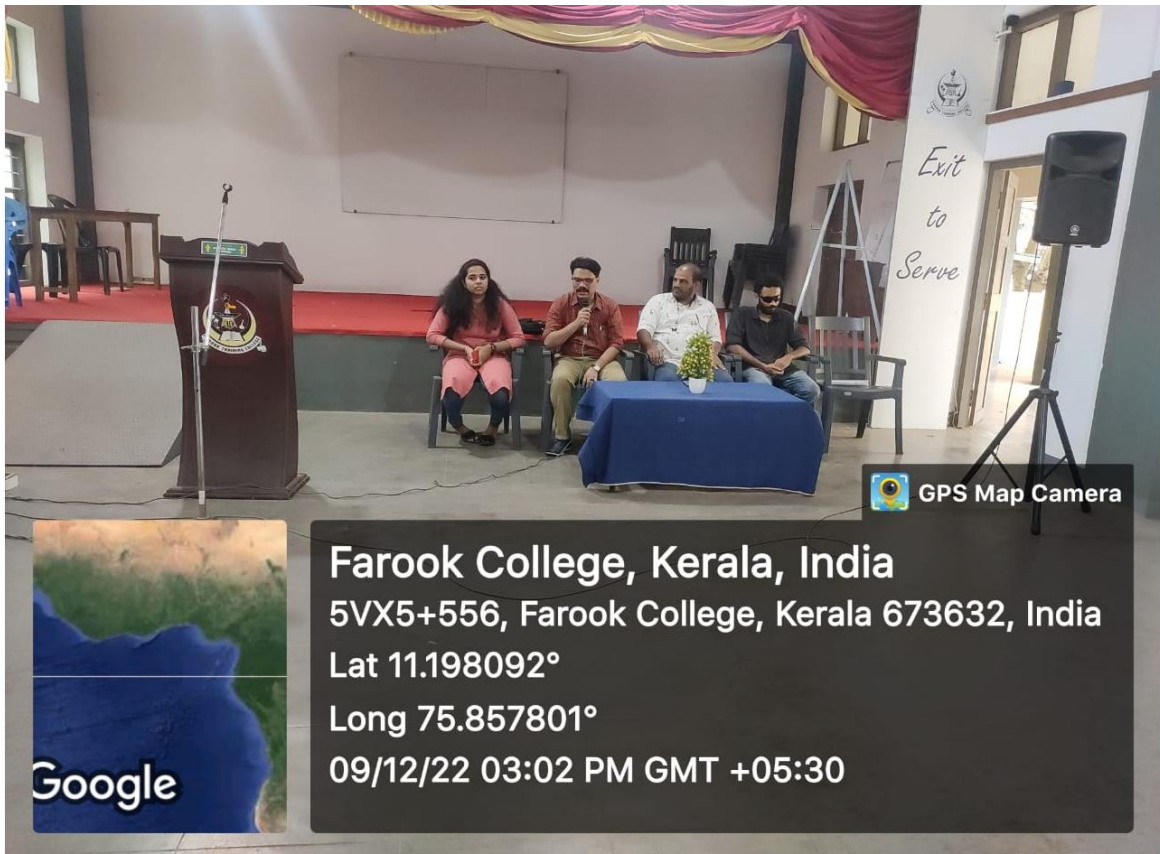 Exit
to
Serve
GPS Map Camera
Farook College, Kerala, India
5VX5+556, Farook College, Kerala 673632, India
Lat 11.198092°
Long 75.857801°
09/12/22 03:02 PM GMT +05:30
Google